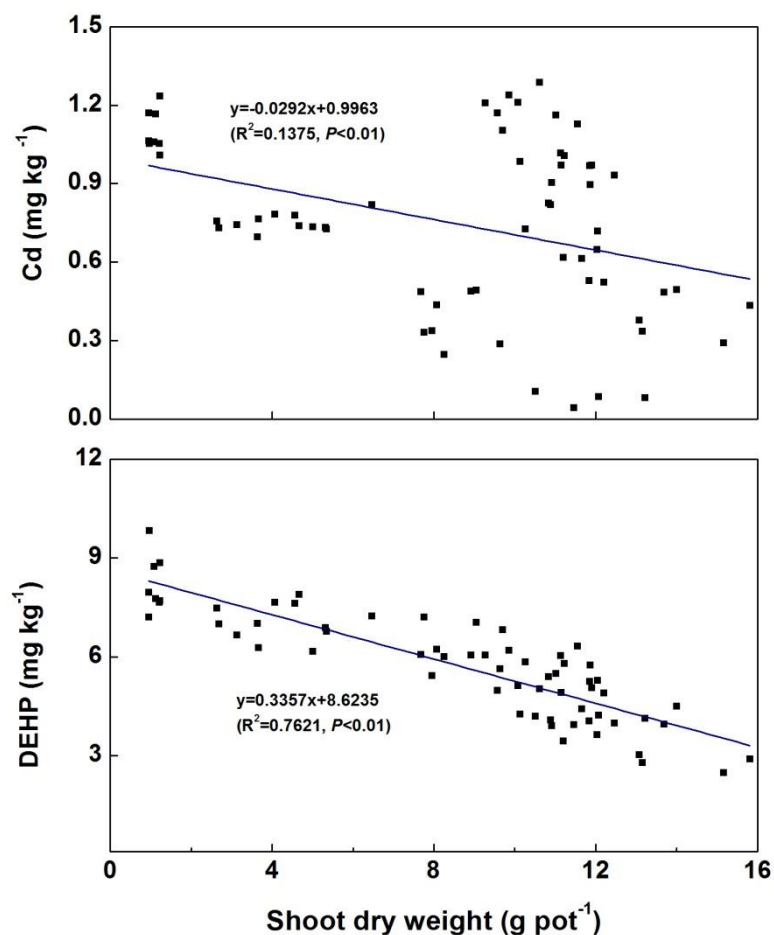 1.5
1.2
0.9
0.6
0.3
0.0
Cd (mg kg⁻¹)
y=-0.0292x+0.9963
(R²=0.1375, P<0.01)
12
9
6
3
DEHP (mg kg⁻¹)
y=0.3357x+8.6235
(R²=0.7621, P<0.01)
0 4 8 12 16
Shoot dry weight (g pot⁻¹)